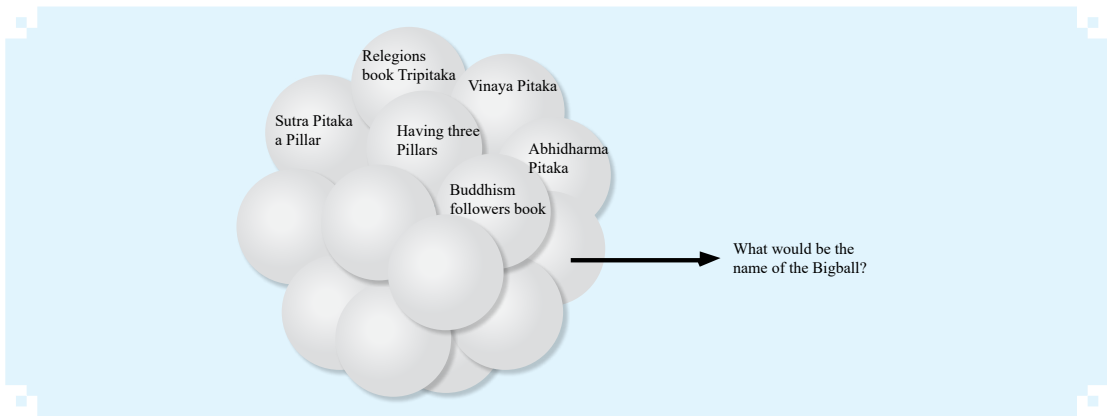 Relegions
book Tripitaka
Vinaya Pitaka
Sutra Pitaka
a Pillar
Having three
Pillars
Abhidharma
Pitaka
Buddhism
followers book
What would be the
name of the Bigball?